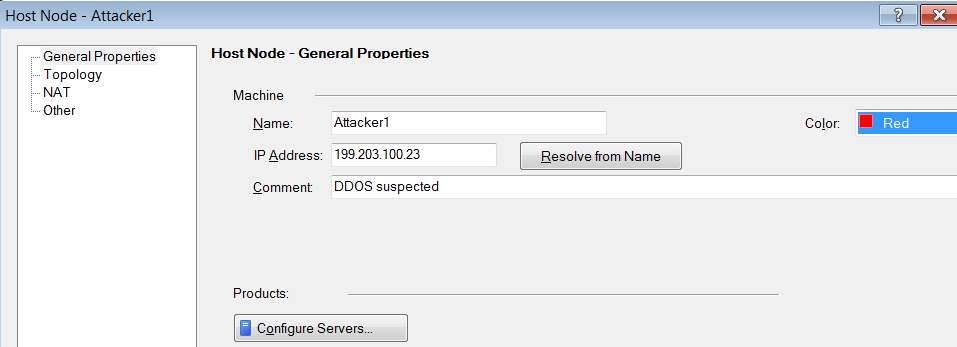 Host Node - Attacker1
?
X
General Properties
Topology
NAT
Other
Host Node - General Properties
Machine
Name: Attacker1
Color: Red
IP Address: 199.203.100.23 Resolve from Name
Comment: DDOS suspected
Products:
Configure Servers...